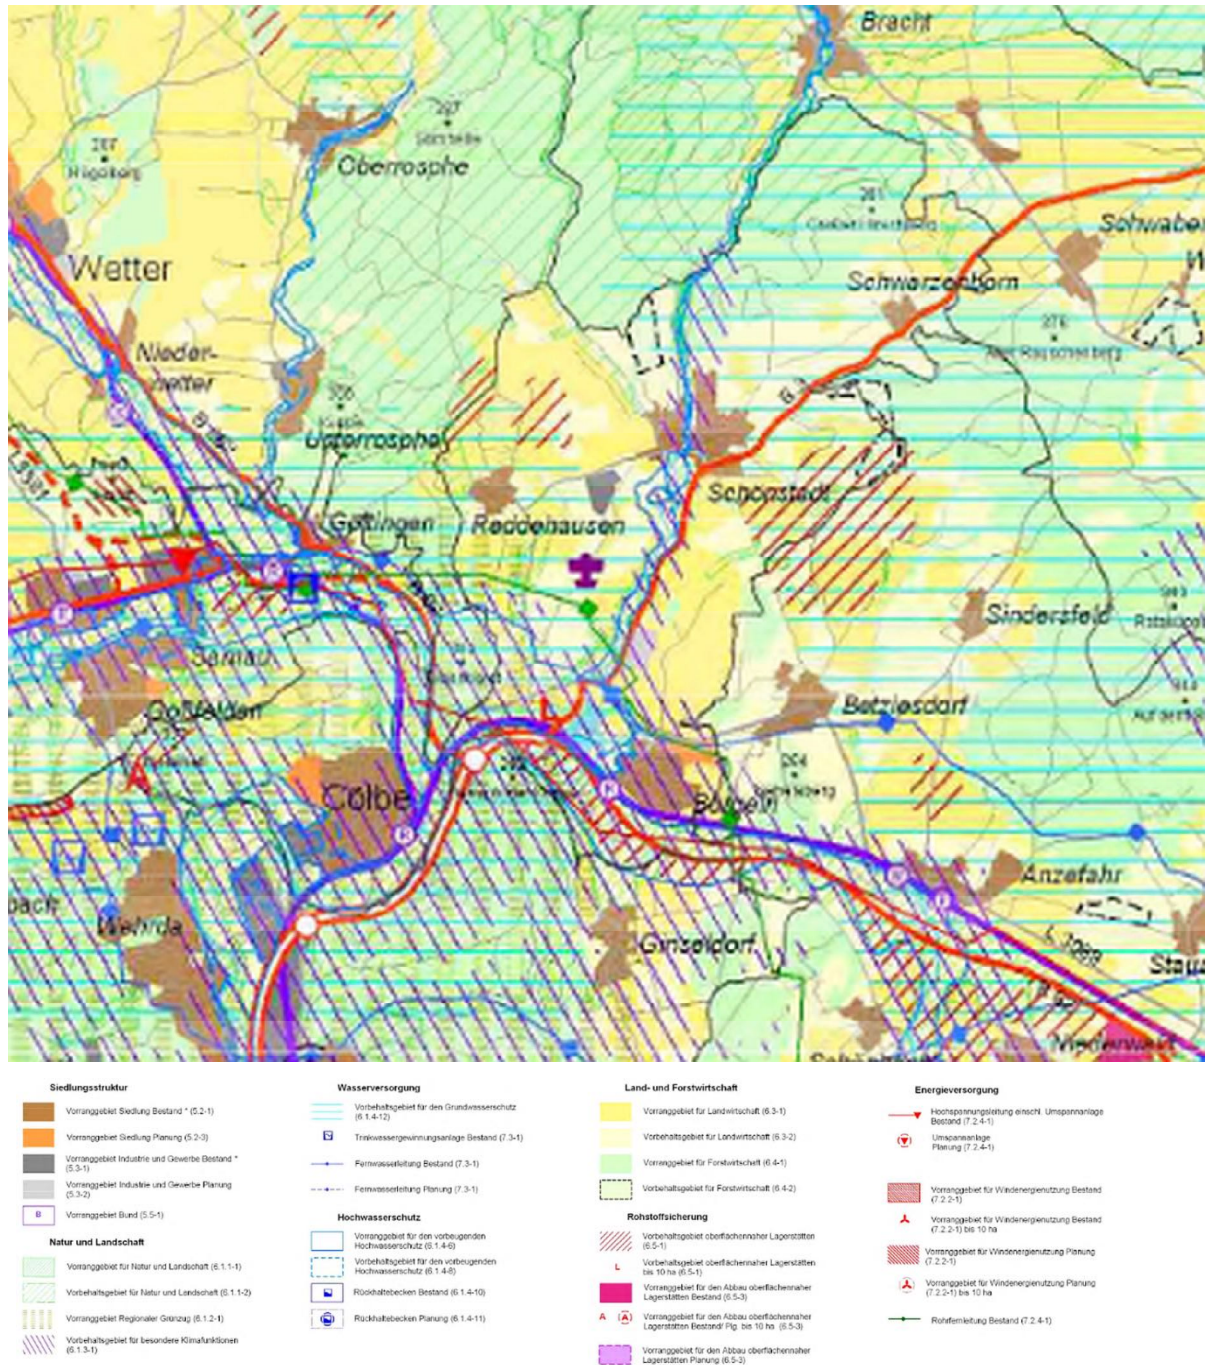 Bracht
Oberrosphe
Wetter
Schwarzenborn
Schönstadt
Göttingen
Reddehausen
Sindersfeld
Betziesdorf
Goßfelden
Cölbe
Anzefahr
Wehrda
Ginseldorf
Siedlungsstruktur
Vorranggebiet Siedlung Bestand * (5.2-1)
Vorranggebiet Siedlung Planung (5.2-3)
Vorranggebiet Industrie und Gewerbe Bestand *
(5.3-1)
Vorranggebiet Industrie und Gewerbe Planung
(5.3-2)
B Vorranggebiet Bund (5.5-1)
Natur und Landschaft
Vorranggebiet für Natur und Landschaft (6.1.1-1)
Vorbehaltsgebiet für Natur und Landschaft (6.1.1-2)
Vorranggebiet Regionaler Grünzug (6.1.2-1)
Vorbehaltsgebiet für besondere Klimafunktionen
(6.1.3-1)
Wasserversorgung
Vorbehaltsgebiet für den Grundwasserschutz
(6.1.4-12)
Trinkwassergewinnungsanlage Bestand (7.3-1)
Fernwasserleitung Bestand (7.3-1)
Fernwasserleitung Planung (7.3-1)
Hochwasserschutz
Vorranggebiet für den vorbeugenden
Hochwasserschutz (6.1.4-6)
Vorbehaltsgebiet für den vorbeugenden
Hochwasserschutz (6.1.4-8)
Rückhaltebecken Bestand (6.1.4-10)
Rückhaltebecken Planung (6.1.4-11)
Land- und Forstwirtschaft
Vorranggebiet für Landwirtschaft (6.3-1)
Vorbehaltsgebiet für Landwirtschaft (6.3-2)
Vorranggebiet für Forstwirtschaft (6.4-1)
Vorbehaltsgebiet für Forstwirtschaft (6.4-2)
Rohstoffsicherung
Vorbehaltsgebiet oberflächennaher Lagerstätten
(6.5-1)
L Vorbehaltsgebiet oberflächennaher Lagerstätten
bis 10 ha (6.5-1)
Vorranggebiet für den Abbau oberflächennaher
Lagerstätten Bestand (6.5-3)
A (A) Vorranggebiet für den Abbau oberflächennaher
Lagerstätten Bestand/ Plg. bis 10 ha (6.5-3)
Vorranggebiet für den Abbau oberflächennaher
Lagerstätten Planung (6.5-3)
Energieversorgung
Hochspannungsleitung einschl. Umspannanlage
Bestand (7.2.4-1)
Umspannanlage
Planung (7.2.4-1)
Vorranggebiet für Windenergienutzung Bestand
(7.2.2-1)
Vorranggebiet für Windenergienutzung Bestand
(7.2.2-1) bis 10 ha
Vorranggebiet für Windenergienutzung Planung
(7.2.2-1)
Vorranggebiet für Windenergienutzung Planung
(7.2.2-1) bis 10 ha
Rohrfernleitung Bestand (7.2.4-1)